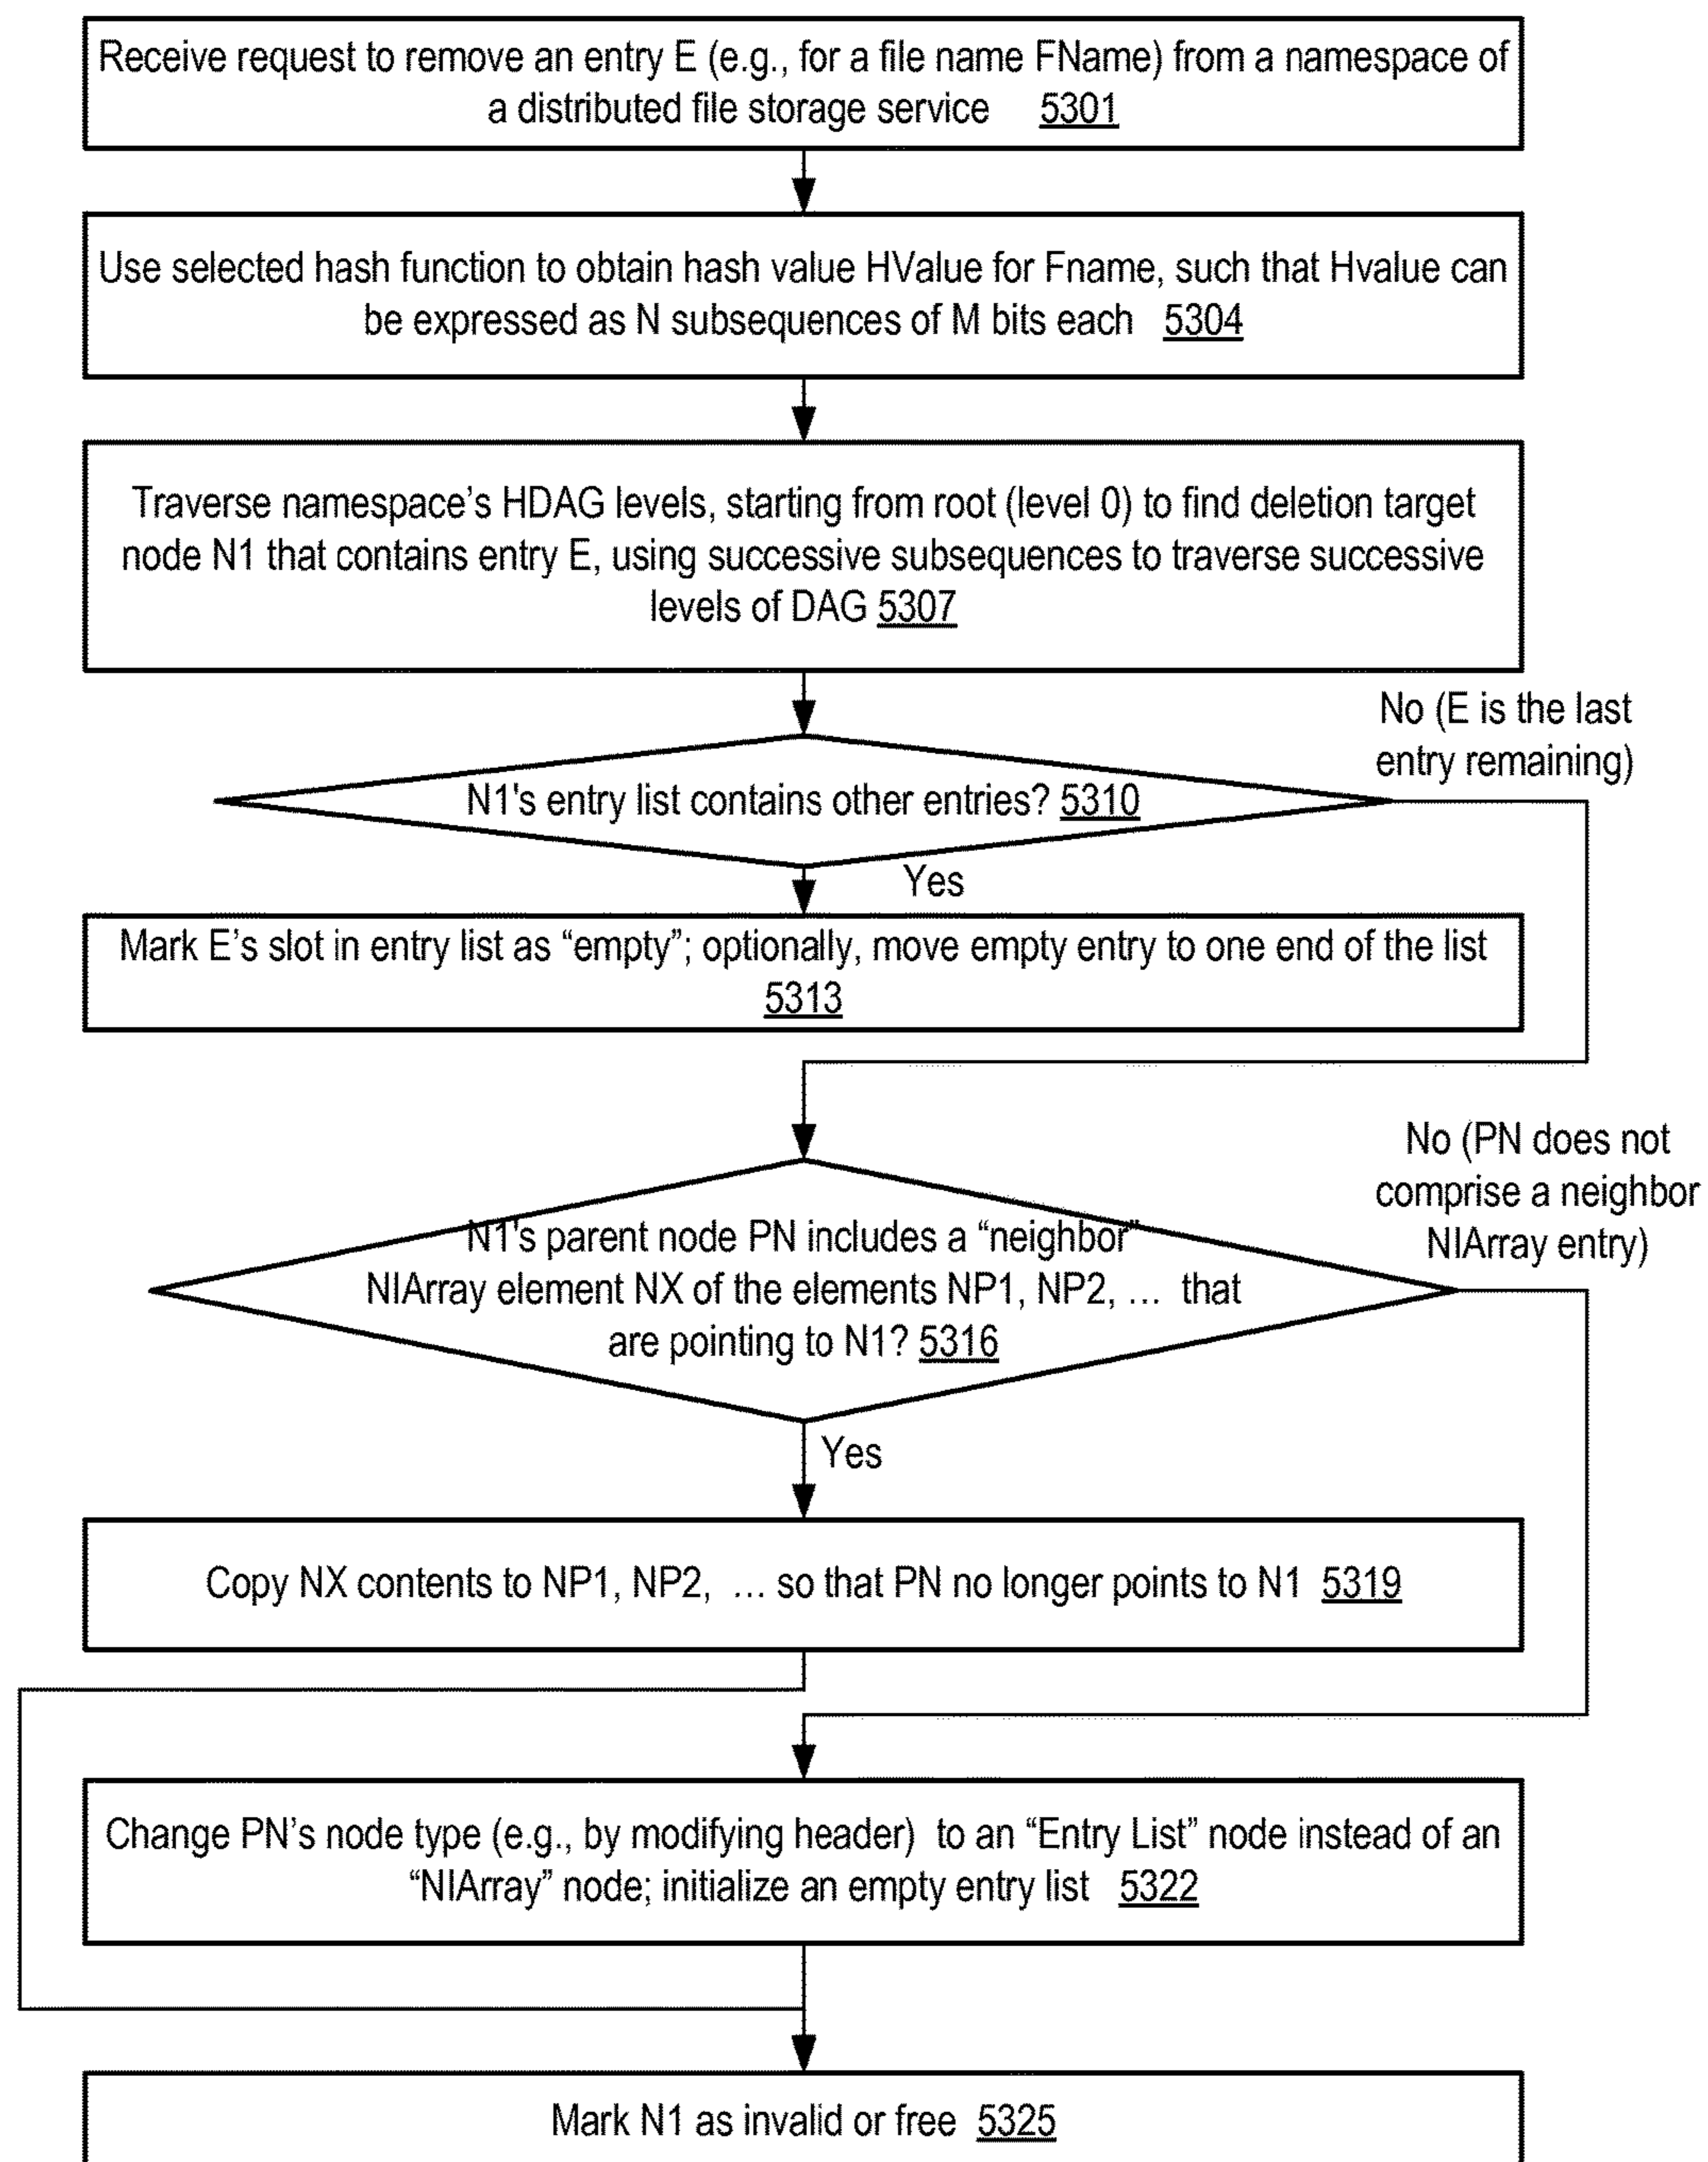 Receive request to remove an entry E (e.g., for a file name FName) from a namespace of
a distributed file storage service 5301
Use selected hash function to obtain hash value HValue for Fname, such that Hvalue can
be expressed as N subsequences of M bits each 5304
Traverse namespace's HDAG levels, starting from root (level 0) to find deletion target
node N1 that contains entry E, using successive subsequences to traverse successive
levels of DAG 5307
No (E is the last
entry remaining)
N1's entry list contains other entries? 5310
Yes
Mark E's slot in entry list as “empty”; optionally, move empty entry to one end of the list
5313
No (PN does not
comprise a neighbor
NIArray entry)
N1's parent node PN includes a “neighbor”
NIArray element NX of the elements NP1, NP2, … that
are pointing to N1? 5316
Yes
Copy NX contents to NP1, NP2, … so that PN no longer points to N1 5319
Change PN's node type (e.g., by modifying header) to an “Entry List” node instead of an
“NIArray” node; initialize an empty entry list 5322
Mark N1 as invalid or free 5325